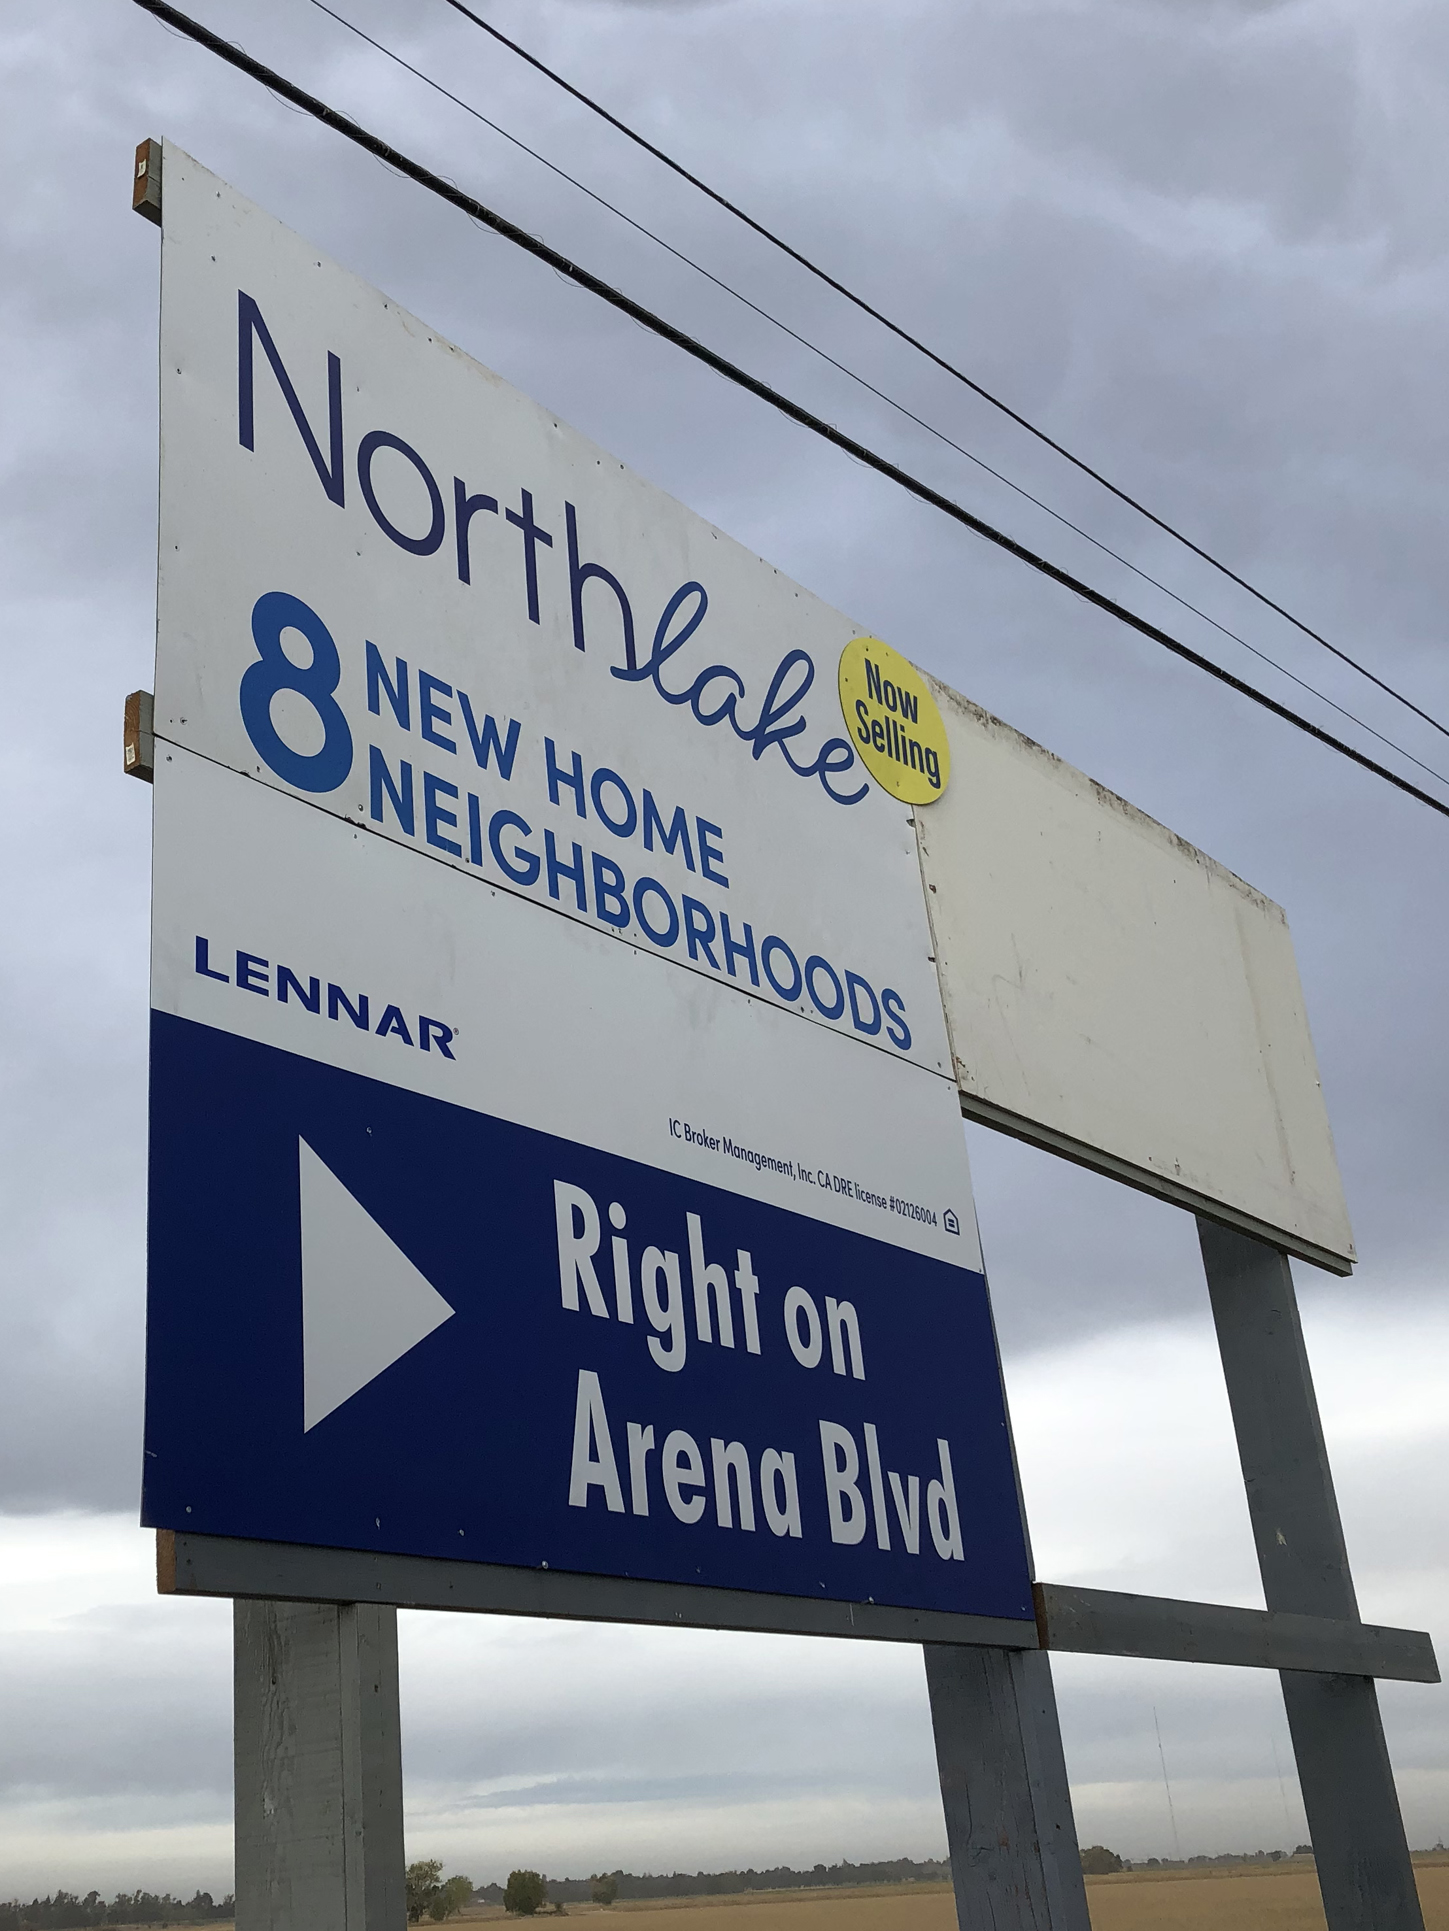 Northlake
Now
Selling
8 NEW HOME
NEIGHBORHOODS
LENNAR®
IC Broker Management, Inc. CA DRE license #02126004
Right on
Arena Blvd